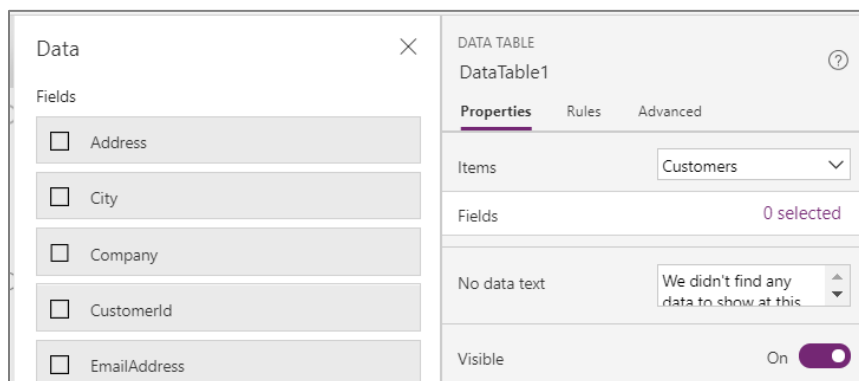 Data
Fields
Address
City
Company
CustomerId
EmailAddress
DATA TABLE
DataTable1
?
Properties Rules Advanced
Items Customers
Fields 0 selected
No data text We didn't find any
data to show at this
Visible On